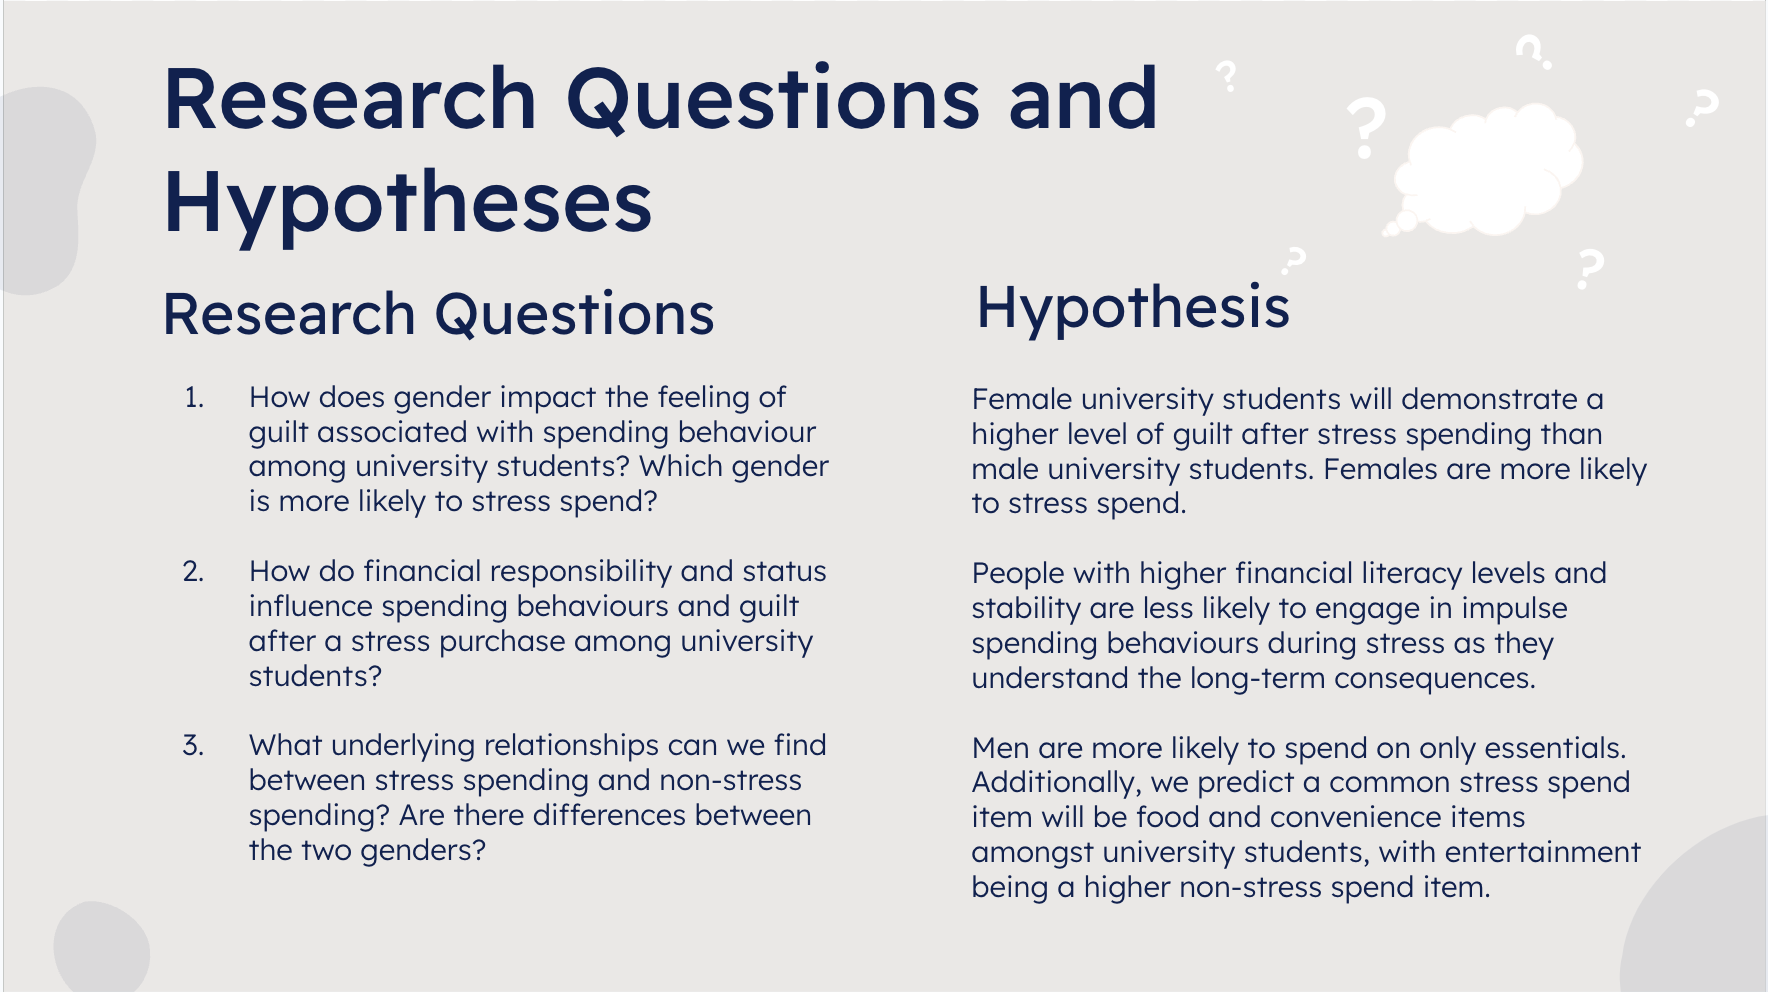 Research Questions and
Hypotheses
Research Questions
1. How does gender impact the feeling of
guilt associated with spending behaviour
among university students? Which gender
is more likely to stress spend?
2. How do financial responsibility and status
influence spending behaviours and guilt
after a stress purchase among university
students?
3. What underlying relationships can we find
between stress spending and non-stress
spending? Are there differences between
the two genders?
Hypothesis
Female university students will demonstrate a
higher level of guilt after stress spending than
male university students. Females are more likely
to stress spend.
People with higher financial literacy levels and
stability are less likely to engage in impulse
spending behaviours during stress as they
understand the long-term consequences.
Men are more likely to spend on only essentials.
Additionally, we predict a common stress spend
item will be food and convenience items
amongst university students, with entertainment
being a higher non-stress spend item.
? ? ? ? ? ?